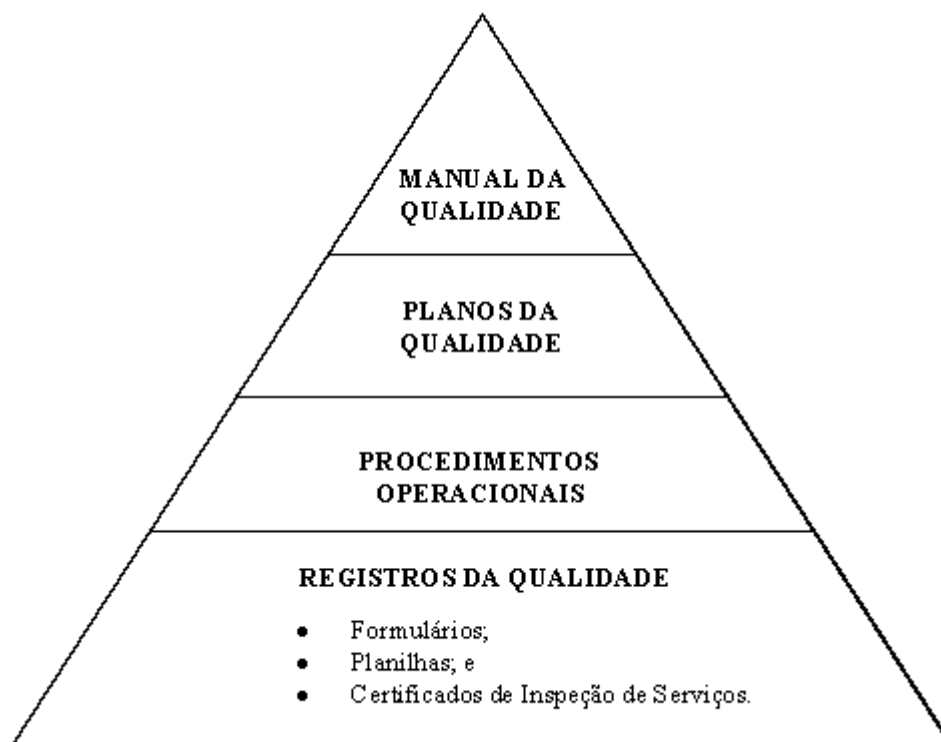 MANUAL DA
QUALIDADE
PLANOS DA
QUALIDADE
PROCEDIMENTOS
OPERACIONAIS
REGISTROS DA QUALIDADE
● Formulários;
● Planilhas; e
● Certificados de Inspeção de Serviços.